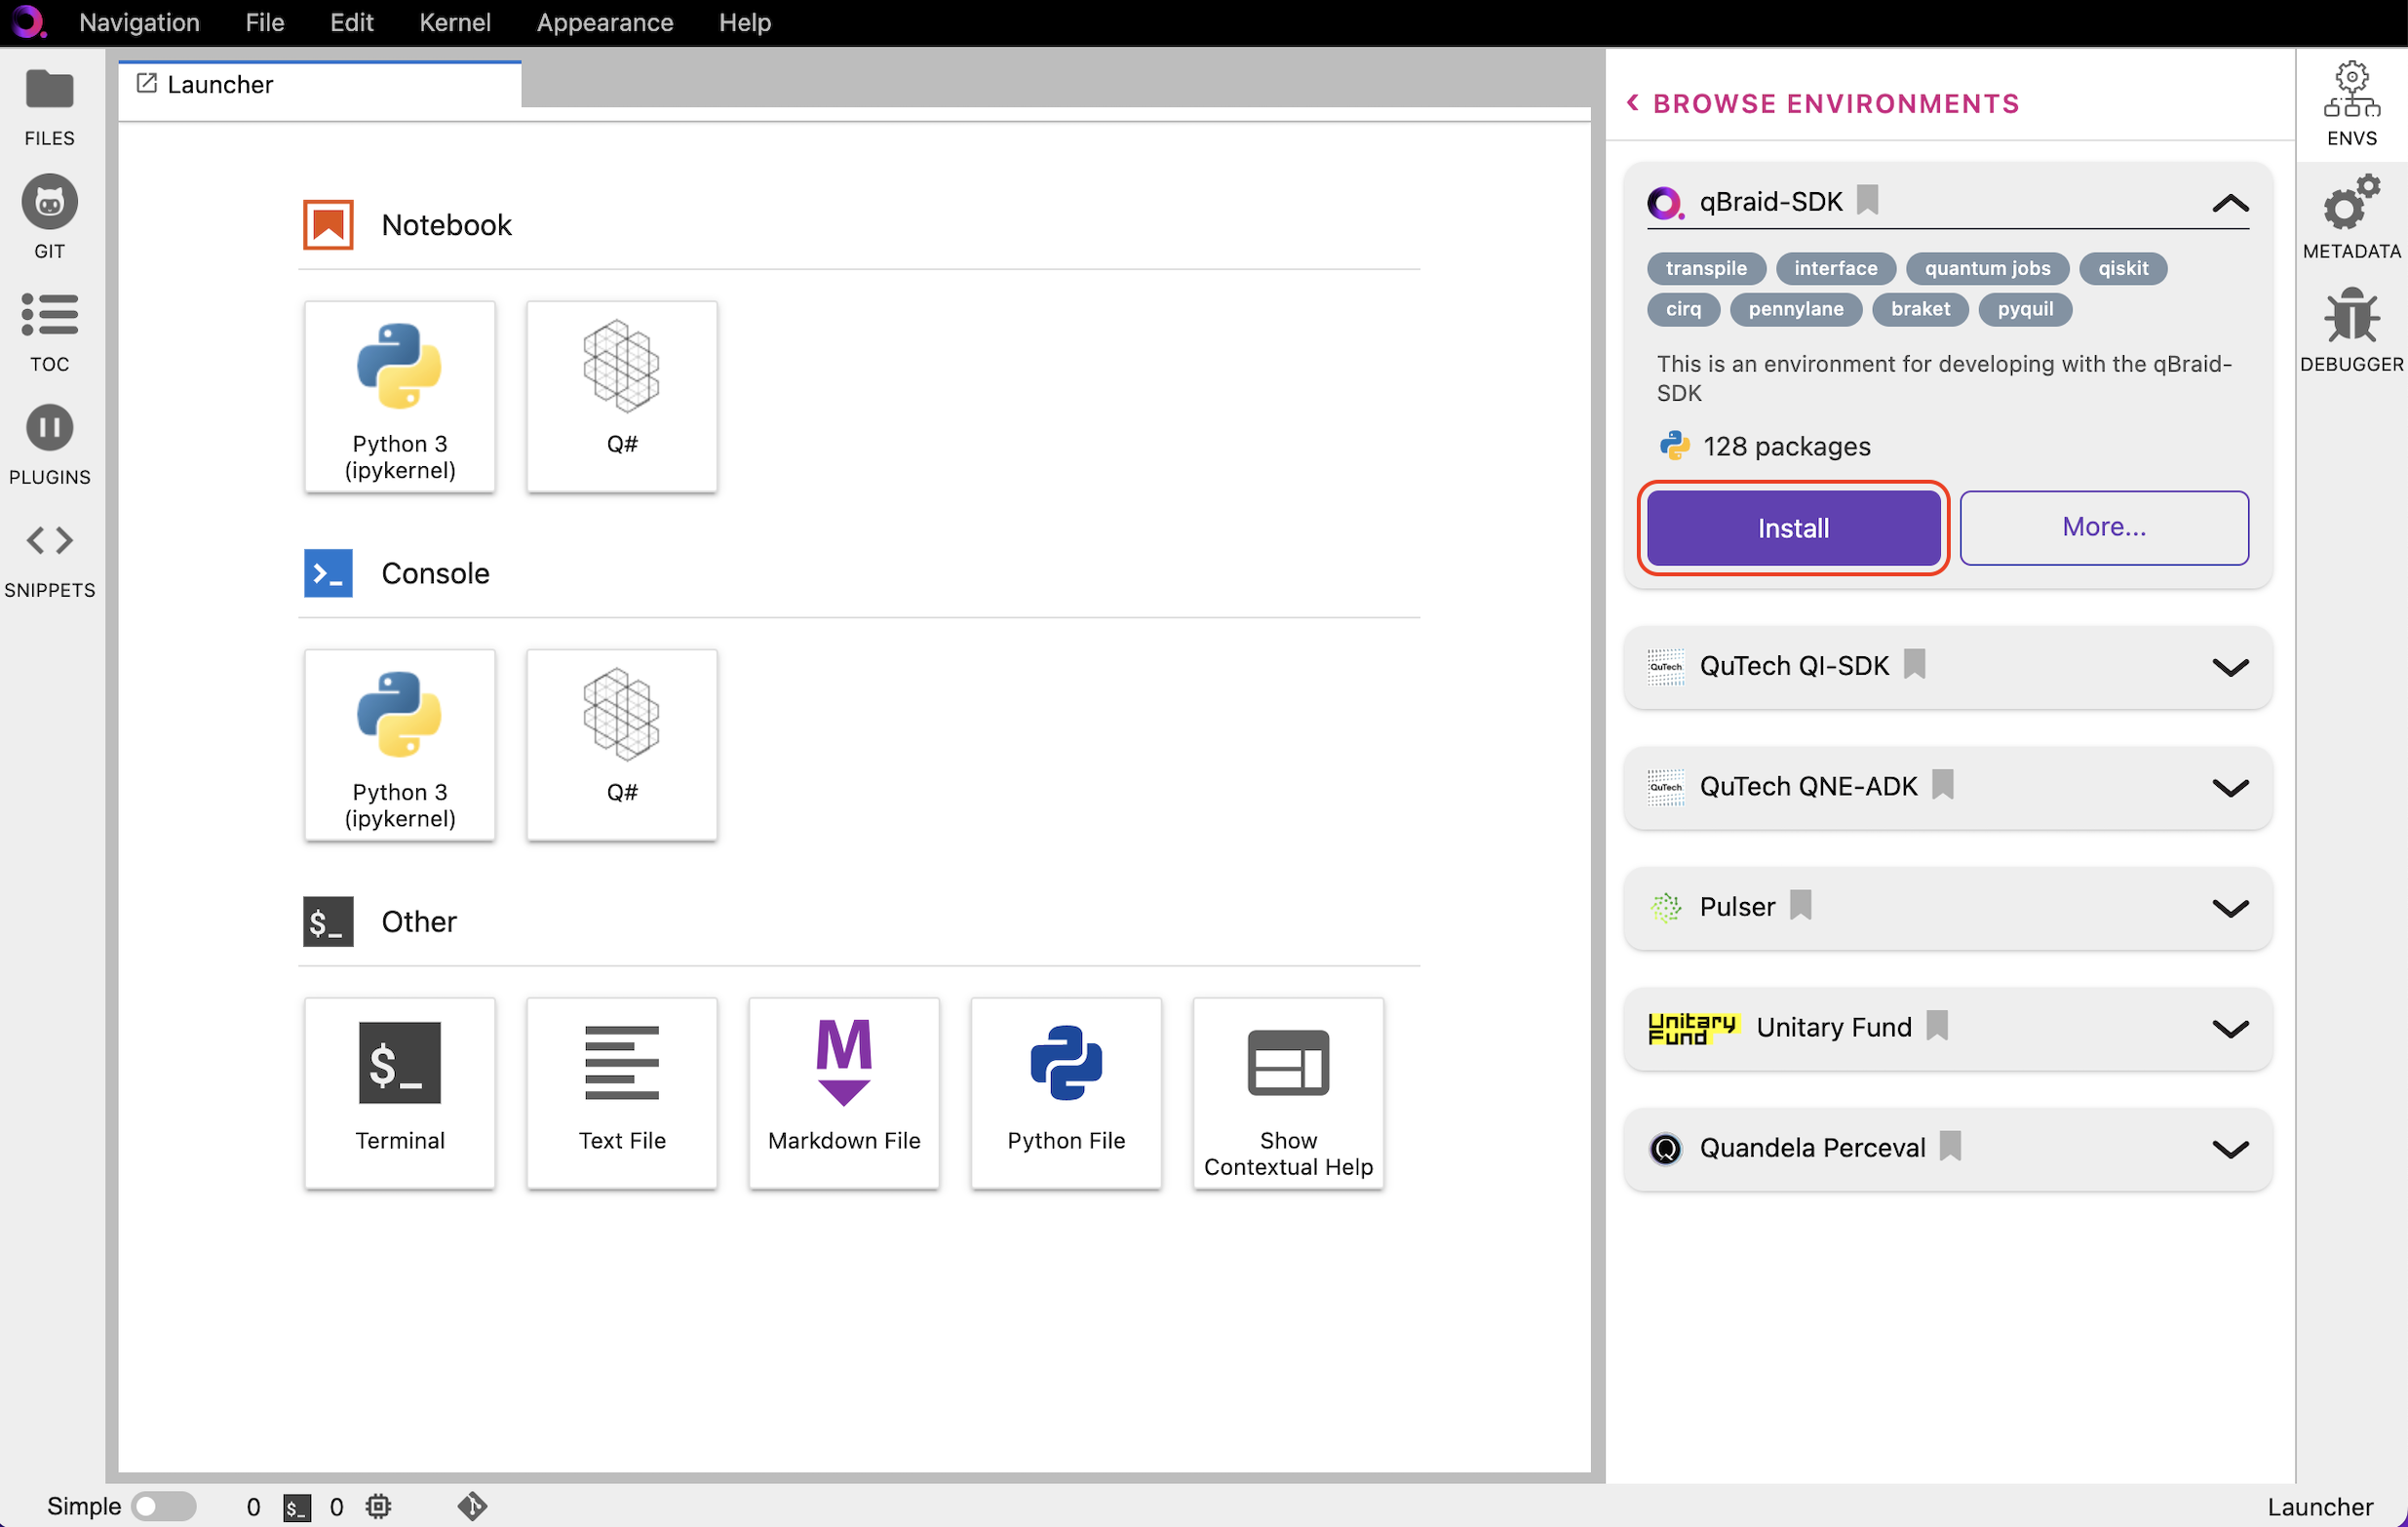 Navigation File Edit Kernel Appearance Help
FILES
GIT
TOC
PLUGINS
SNIPPETS
Launcher
Notebook
Python 3
(ipykernel)
Q#
Console
>_
Python 3
(ipykernel)
Q#
$_ Other
$_
Terminal
Text File
M
Markdown File
Python File
Show
Contextual Help
BROWSE ENVIRONMENTS
qBraid-SDK
transpile interface quantum jobs qiskit
cirq pennylane braket pyquil
This is an environment for developing with the qBraid-
SDK
128 packages
Install More...
QuTech QuTech QI-SDK
QuTech QuTech QNE-ADK
Pulser
Unitary
Fund
Unitary Fund
Q Quandela Perceval
ENVS
METADATA
DEBUGGER
Simple 0 $_ 0 Launcher